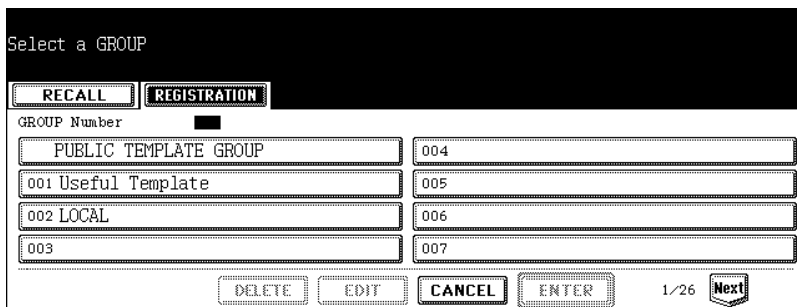 Select a GROUP
RECALL REGISTRATION
GROUP Number
PUBLIC TEMPLATE GROUP 004
001 Useful Template 005
002 LOCAL 006
003 007
DELETE EDIT CANCEL ENTER 1/26 Next